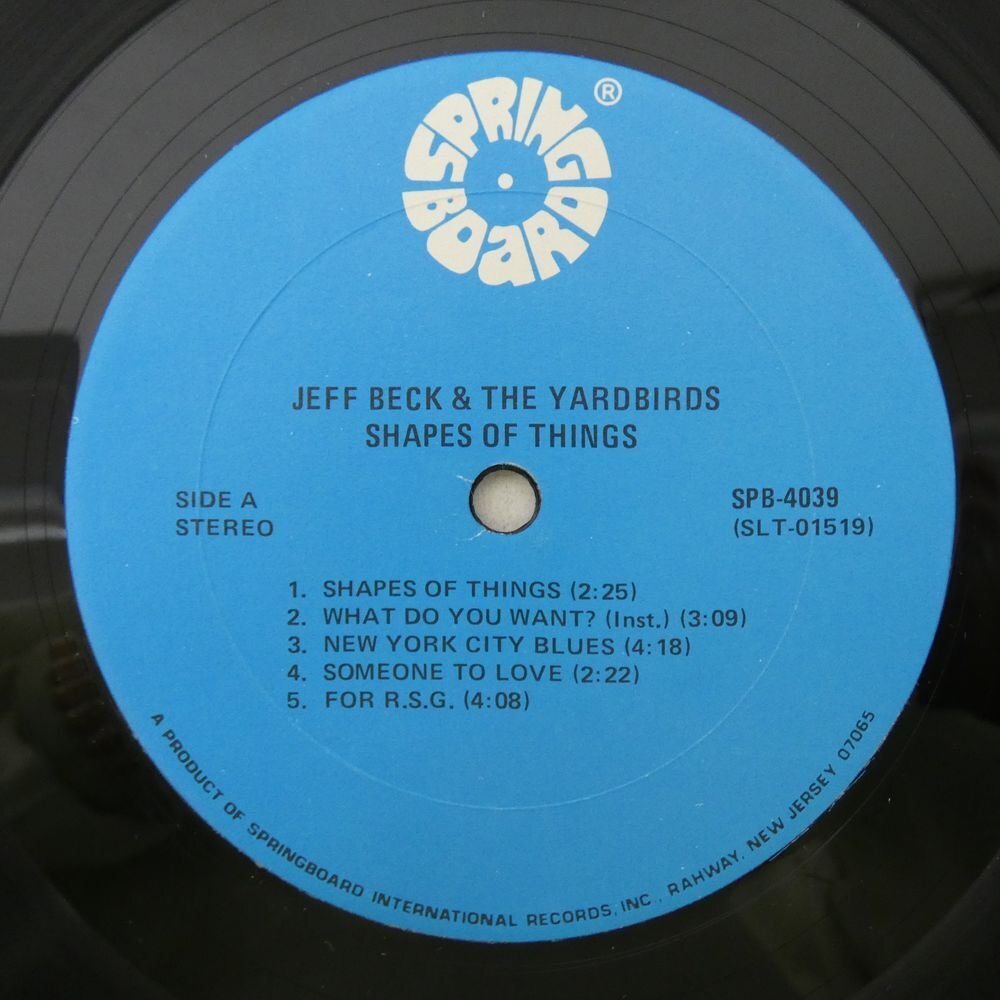 SPRING BOARD ®
JEFF BECK & THE YARDBIRDS
SHAPES OF THINGS
SIDE A
STEREO
SPB-4039
(SLT-01519)
1. SHAPES OF THINGS (2:25)
2. WHAT DO YOU WANT? (Inst.) (3:09)
3. NEW YORK CITY BLUES (4:18)
4. SOMEONE TO LOVE (2:22)
5. FOR R.S.G. (4:08)
A PRODUCT OF SPRINGBOARD INTERNATIONAL RECORDS, INC., RAHWAY, NEW JERSEY 07065